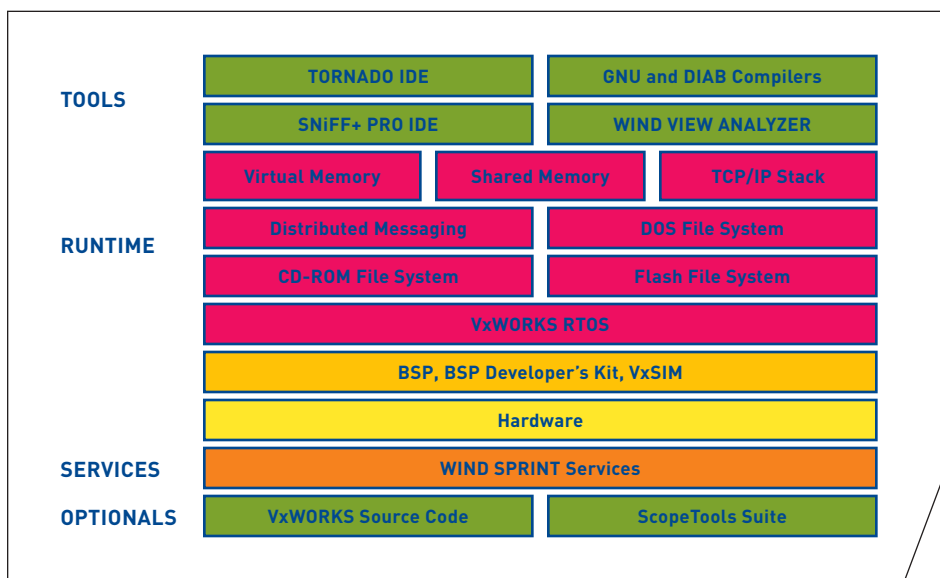 TOOLS
TORNADO IDE
GNU and DIAB Compilers
SNiFF+ PRO IDE
WIND VIEW ANALYZER
RUNTIME
Virtual Memory
Shared Memory
TCP/IP Stack
Distributed Messaging
DOS File System
CD-ROM File System
Flash File System
VxWORKS RTOS
BSP, BSP Developer’s Kit, VxSIM
Hardware
SERVICES
WIND SPRINT Services
OPTIONALS
VxWORKS Source Code
ScopeTools Suite